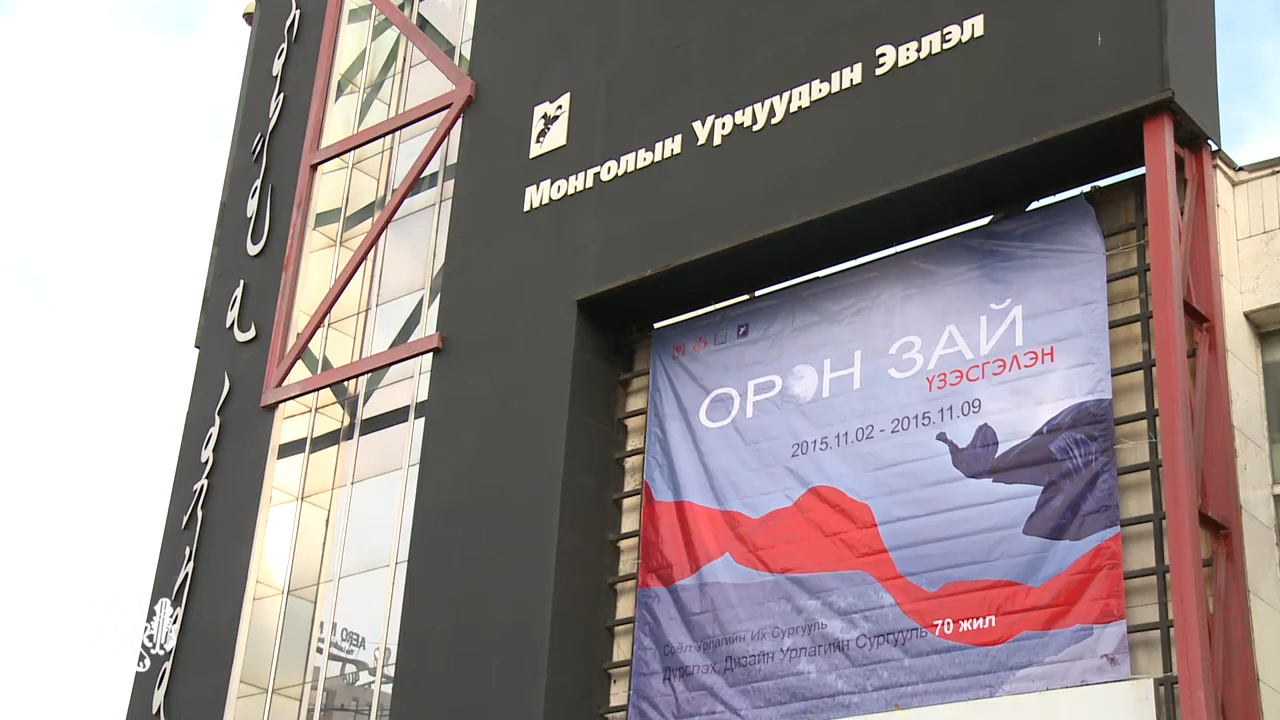 Монголын Урчуудын Эвлэл
ОРОН ЗАЙ
ҮЗЭСГЭЛЭН
2015.11.02 - 2015.11.09
Соёл Урлагийн Их Сургууль
Дүрслэх, Дизайн Урлагийн Сургууль 70 жил